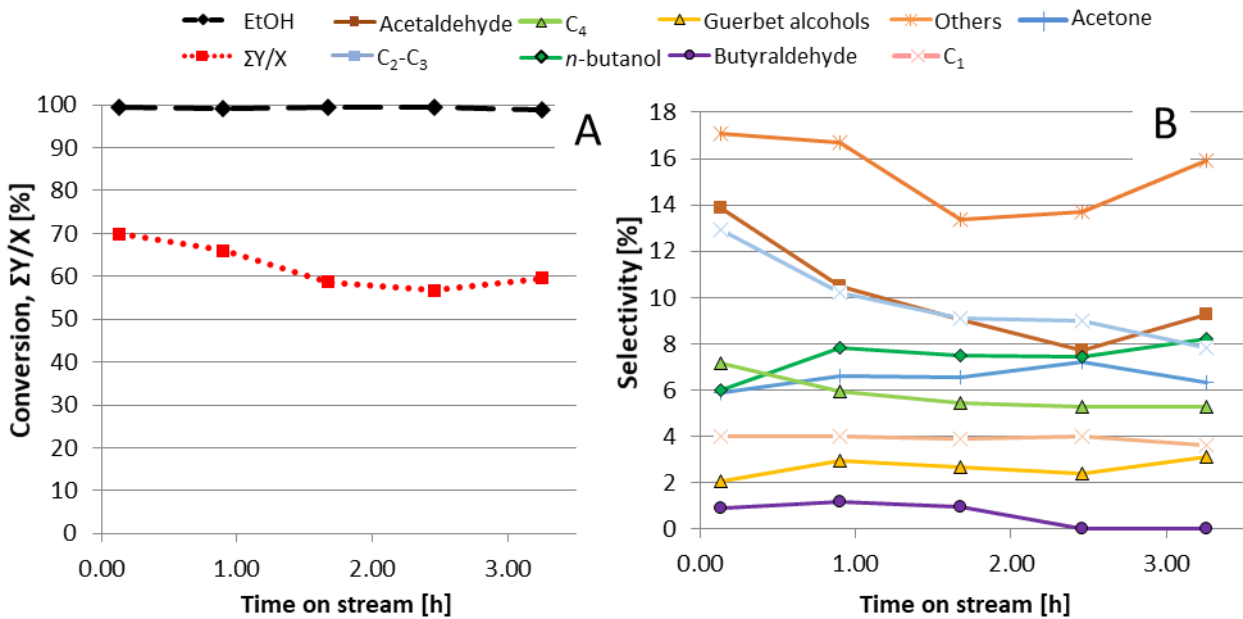 EtOH Acetaldehyde C₄ Guerbet alcohols Others Acetone
ΣY/X C₂-C₃ n-butanol Butyraldehyde C₁
A
Conversion, ΣY/X [%]
100
90
80
70
60
50
40
30
20
10
0
0.00 1.00 2.00 3.00
Time on stream [h]
B
Selectivity [%]
18
16
14
12
10
8
6
4
2
0
0.00 1.00 2.00 3.00
Time on stream [h]